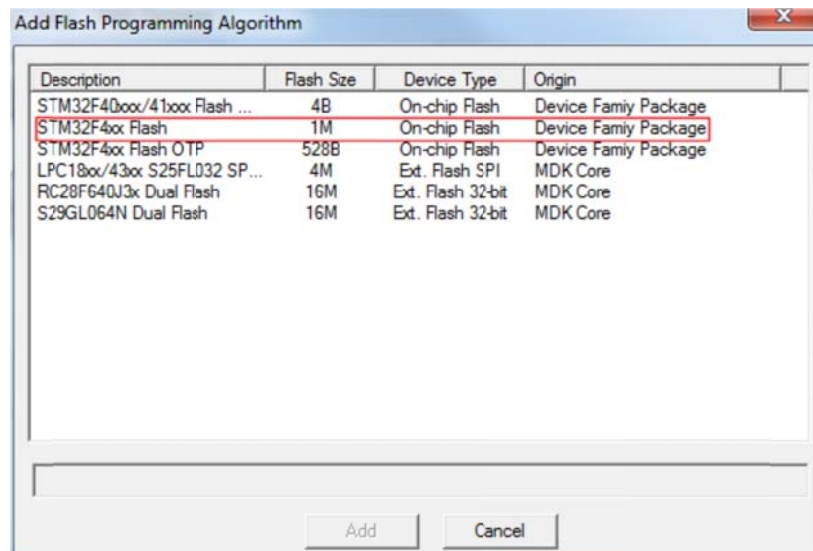 Add Flash Programming Algorithm
Description Flash Size Device Type Origin
STM32F40xxx/41xxx Flash ... 4B On-chip Flash Device Famiy Package
STM32F4xx Flash 1M On-chip Flash Device Famiy Package
STM32F4xx Flash OTP 528B On-chip Flash Device Famiy Package
LPC18xx/43xx S25FL032 SP... 4M Ext. Flash SPI MDK Core
RC28F640J3x Dual Flash 16M Ext. Flash 32-bit MDK Core
S29GL064N Dual Flash 16M Ext. Flash 32-bit MDK Core
Add Cancel